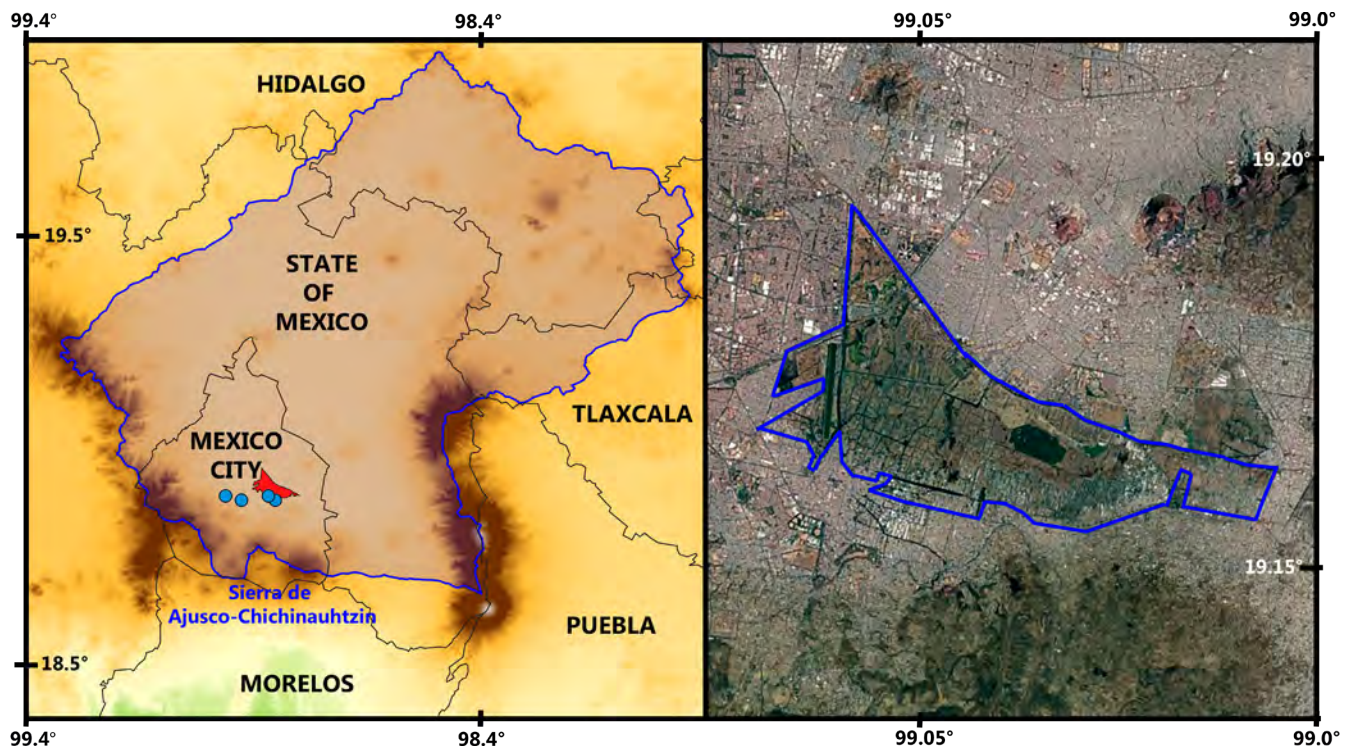 99.4° 98.4° 99.05° 99.0°
HIDALGO
19.20°
19.5°
STATE
OF
MEXICO
TLAXCALA
MEXICO
CITY
19.15°
Sierra de
Ajusco-Chichinauhtzin
PUEBLA
18.5°
MORELOS
99.4° 98.4° 99.05° 99.0°